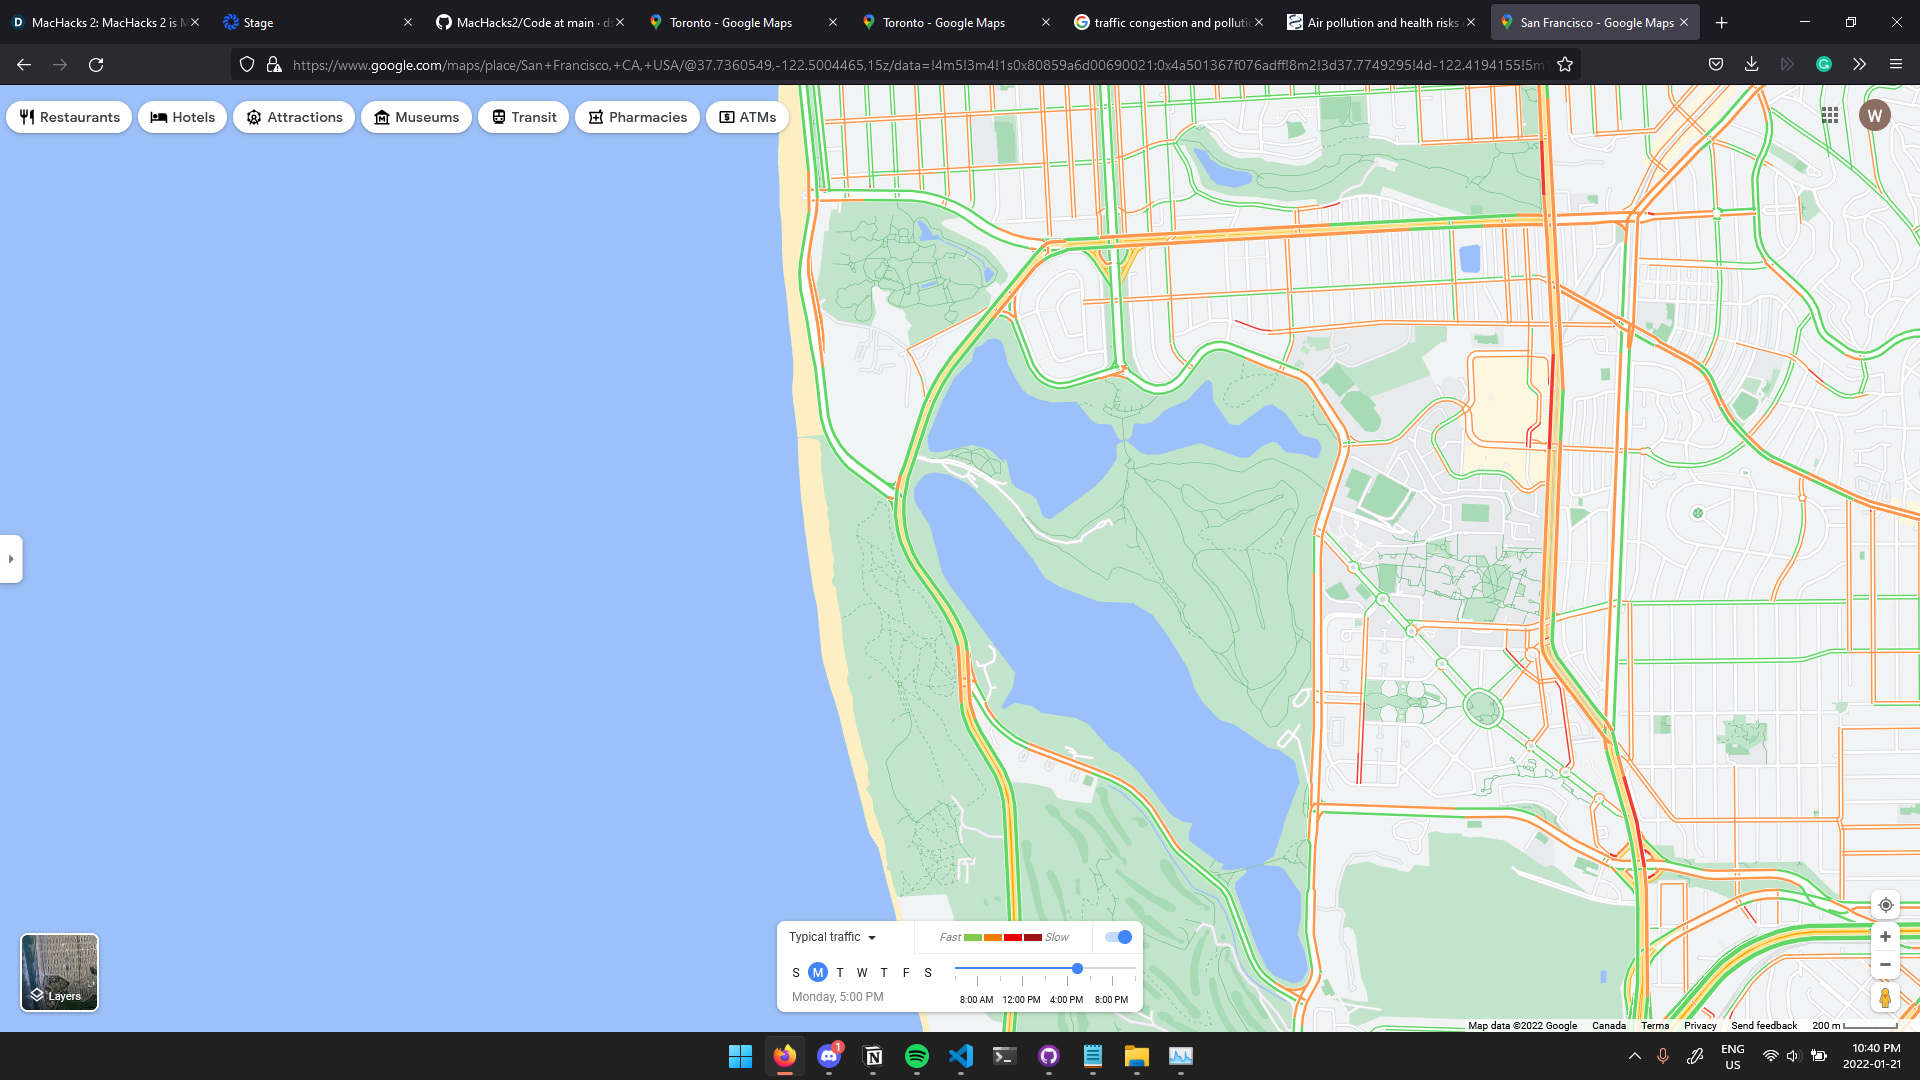 MacHacks 2: MacHacks 2 is M
Stage
MacHacks2/Code at main · ds
Toronto - Google Maps
Toronto - Google Maps
traffic congestion and pollutio
Air pollution and health risks
San Francisco - Google Maps
https://www.google.com/maps/place/San+Francisco,+CA,+USA/@37.7360549,-122.5004465,15z/data=!4m5!3m4!1s0x80859a6d00690021:0x4a501367f076adff!8m2!3d37.7749295!4d-122.4194155!5m1
Restaurants
Hotels
Attractions
Museums
Transit
Pharmacies
ATMs
W
Layers
Typical traffic
Fast
Slow
S M T W T F S
Monday, 5:00 PM
8:00 AM 12:00 PM 4:00 PM 8:00 PM
Map data ©2022 Google Canada Terms Privacy Send feedback 200 m
1
ENG
US
10:40 PM
2022-01-21